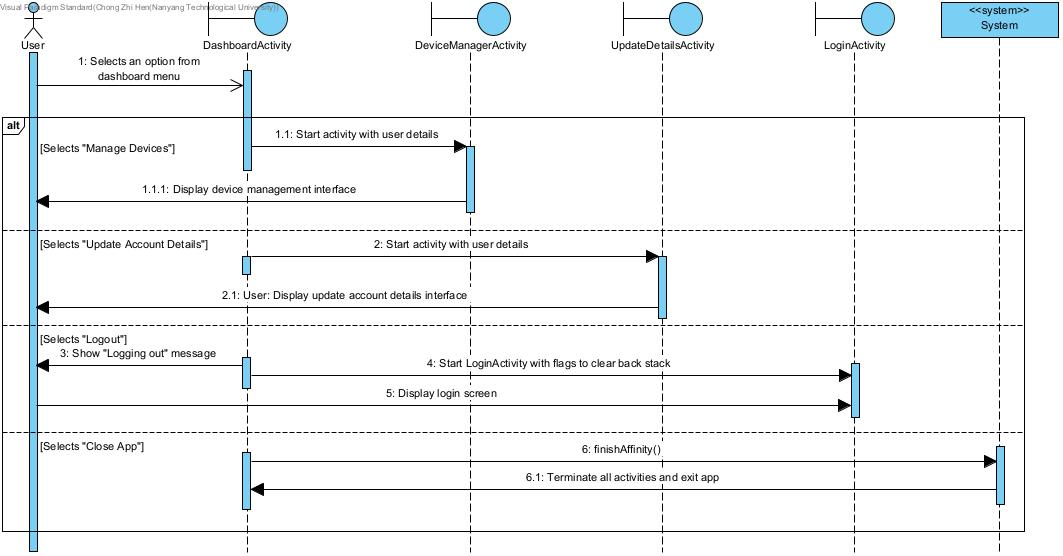 Visual Paradigm Standard(Chong Zhi Hen(Nanyang Technological University))
<<system>>
System
User
DashboardActivity
DeviceManagerActivity
UpdateDetailsActivity
LoginActivity
1: Selects an option from
dashboard menu
alt
1.1: Start activity with user details
[Selects "Manage Devices"]
1.1.1: Display device management interface
[Selects "Update Account Details"]
2: Start activity with user details
2.1: User: Display update account details interface
[Selects "Logout"]
3: Show "Logging out" message
4: Start LoginActivity with flags to clear back stack
5: Display login screen
[Selects "Close App"]
6: finishAffinity()
6.1: Terminate all activities and exit app